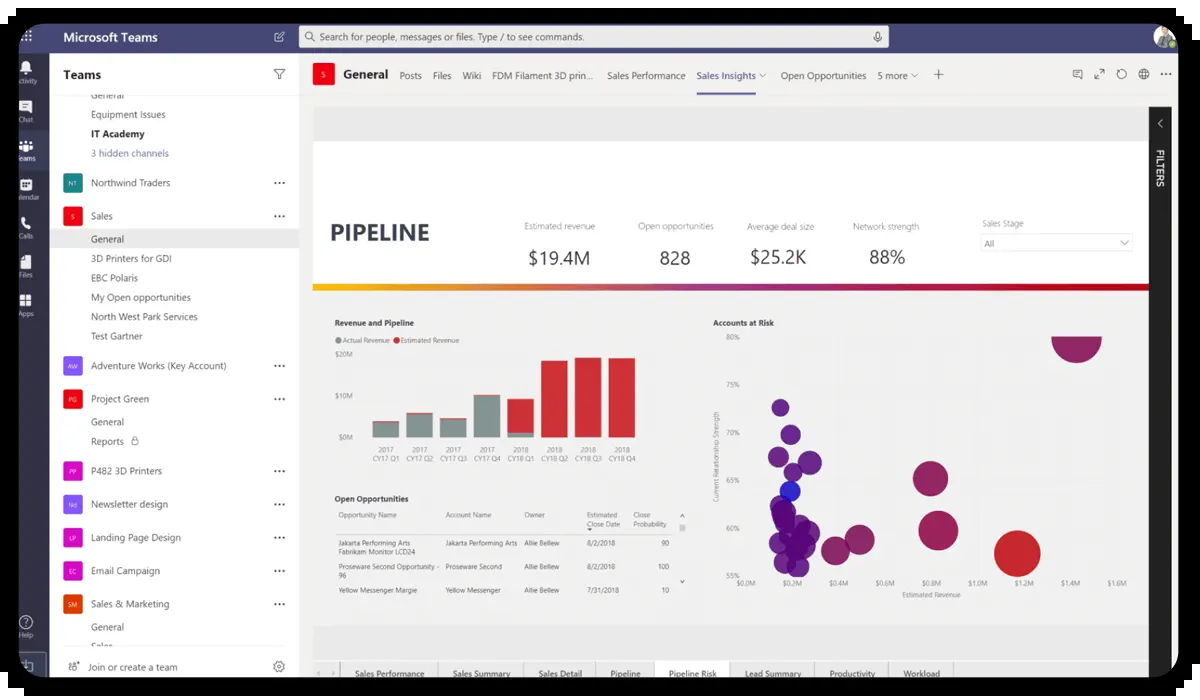 Microsoft Teams
Search for people, messages or files. Type / to see commands.
Activity
Chat
Teams
Calendar
Calls
Files
Apps
Help
Teams
General
Equipment Issues
IT Academy
3 hidden channels
NT Northwind Traders
S Sales
General
3D Printers for GDI
EBC Polaris
My Open opportunities
North West Park Services
Test Gartner
AW Adventure Works (Key Account)
PG Project Green
General
Reports
PP P482 3D Printers
Nd Newsletter design
LP Landing Page Design
EC Email Campaign
SM Sales & Marketing
General
Sales
Join or create a team
S General Posts Files Wiki FDM Filament 3D prin... Sales Performance Sales Insights Open Opportunities 5 more
FILTERS
PIPELINE
Estimated revenue
$19.4M
Open opportunities
828
Average deal size
$25.2K
Network strength
88%
Sales Stage
All
Revenue and Pipeline
Actual Revenue Estimated Revenue
$20M
$10M
$0M
2017 2017 2017 2017 2018 2018 2018 2018
CY17 Q1 CY17 Q2 CY17 Q3 CY17 Q4 CY18 Q1 CY18 Q2 CY18 Q3 CY18 Q4
Open Opportunities
Opportunity Name Account Name Owner Estimated Close Date Close Probability
Jakarta Performing Arts Jakarta Performing Arts Allie Bellew 8/2/2018 90
Fabrikam Monitor LCD24
Proseware Second Opportunity - Proseware Second Allie Bellew 8/2/2018 100
96
Yellow Messenger Margie Yellow Messenger Allie Bellew 7/31/2018 10
Accounts at Risk
80%
75%
70%
65%
60%
55%
Current Relationship Strength
$0.0M $0.2M $0.4M $0.6M $0.8M $1.0M $1.2M $1.4M $1.6M
Estimated Revenue
Sales Performance Sales Summary Sales Detail Pipeline Pipeline Risk Lead Summary Productivity Workload